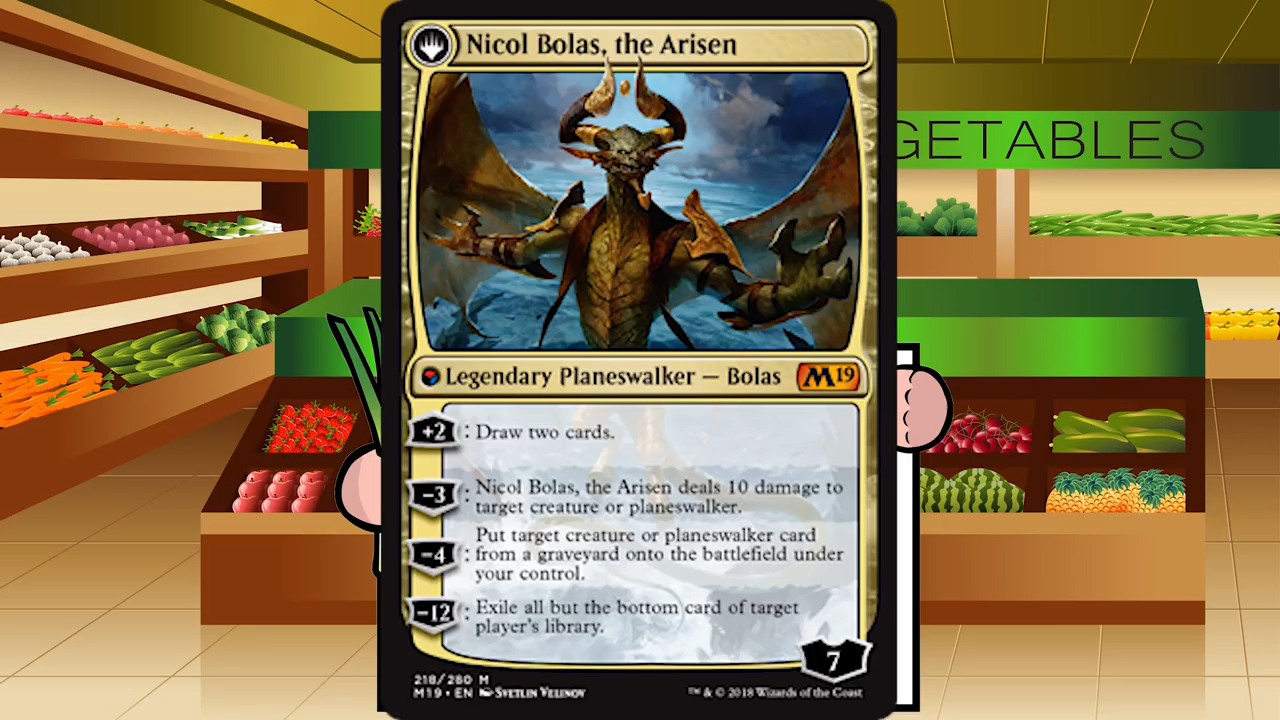 Nicol Bolas, the Arisen
GETABLES
Legendary Planeswalker — Bolas M19
+2: Draw two cards.
−3: Nicol Bolas, the Arisen deals 10 damage to
target creature or planeswalker.
Put target creature or planeswalker card
−4: from a graveyard onto the battlefield under
your control.
−12: Exile all but the bottom card of target
player's library.
7
218/280 M
M19 • EN Svetlin Velinov
™ & © 2018 Wizards of the Coast